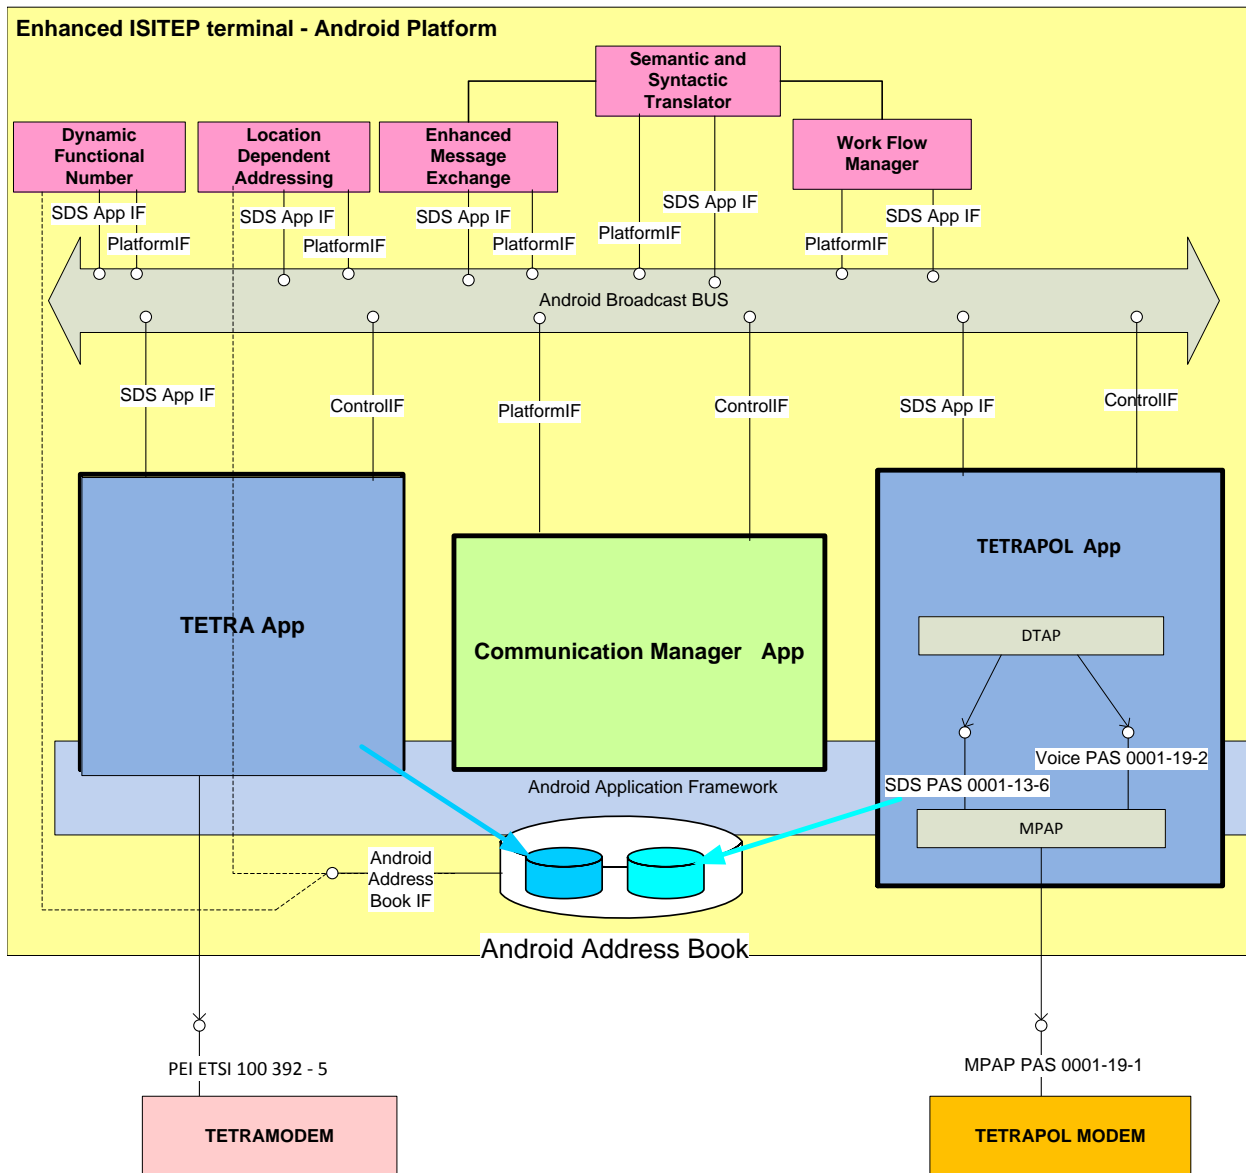 Enhanced ISITEP terminal - Android Platform
Semantic and
Syntactic
Translator
Dynamic
Functional
Number
Location
Dependent
Addressing
Enhanced
Message
Exchange
Work Flow
Manager
SDS App IF
PlatformIF
SDS App IF
PlatformIF
SDS App IF
PlatformIF
PlatformIF
SDS App IF
PlatformIF
SDS App IF
Android Broadcast BUS
SDS App IF
ControlIF
PlatformIF
ControlIF
SDS App IF
ControlIF
TETRA App
Communication Manager App
TETRAPOL App
DTAP
Voice PAS 0001-19-2
SDS PAS 0001-13-6
MPAP
Android Application Framework
Android
Address
Book IF
Android Address Book
PEI ETSI 100 392 - 5
MPAP PAS 0001-19-1
TETRAMODEM
TETRAPOL MODEM